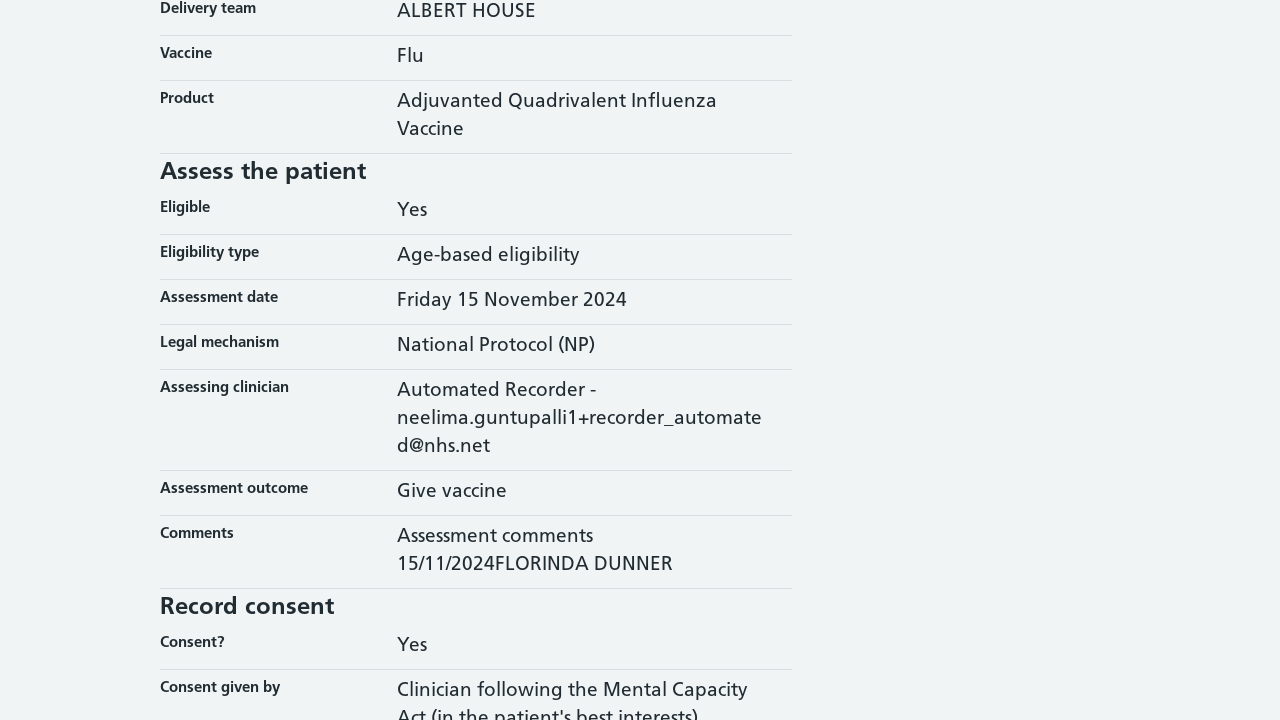 Delivery team
ALBERT HOUSE
Vaccine
Flu
Product
Adjuvanted Quadrivalent Influenza
Vaccine
Assess the patient
Eligible
Yes
Eligibility type
Age-based eligibility
Assessment date
Friday 15 November 2024
Legal mechanism
National Protocol (NP)
Assessing clinician
Automated Recorder -
neelima.guntupalli1+recorder_automate
d@nhs.net
Assessment outcome
Give vaccine
Comments
Assessment comments
15/11/2024FLORINDA DUNNER
Record consent
Consent?
Yes
Consent given by
Clinician following the Mental Capacity
Act (in the patient's best interests)